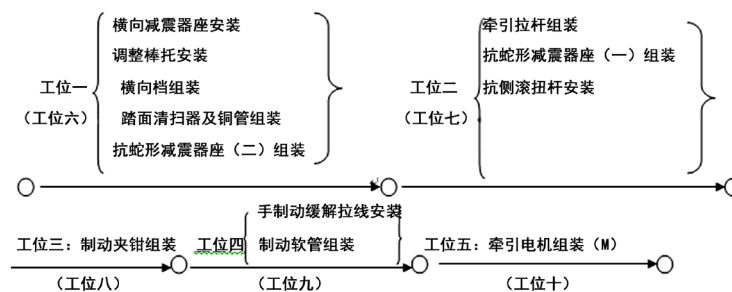 横向减震器座安装
调整棒托安装
工位一
横向档组装
（工位六）
踏面清扫器及铜管组装
抗蛇形减震器座（二）组装
牵引拉杆组装
抗蛇形减震器座（一）组装
工位二
抗侧滚扭杆安装
（工位七）
手制动缓解拉线安装
工位三：制动夹钳组装
工位四
制动软管组装
工位五：牵引电机组装（M）
（工位八）
（工位九）
（工位十）